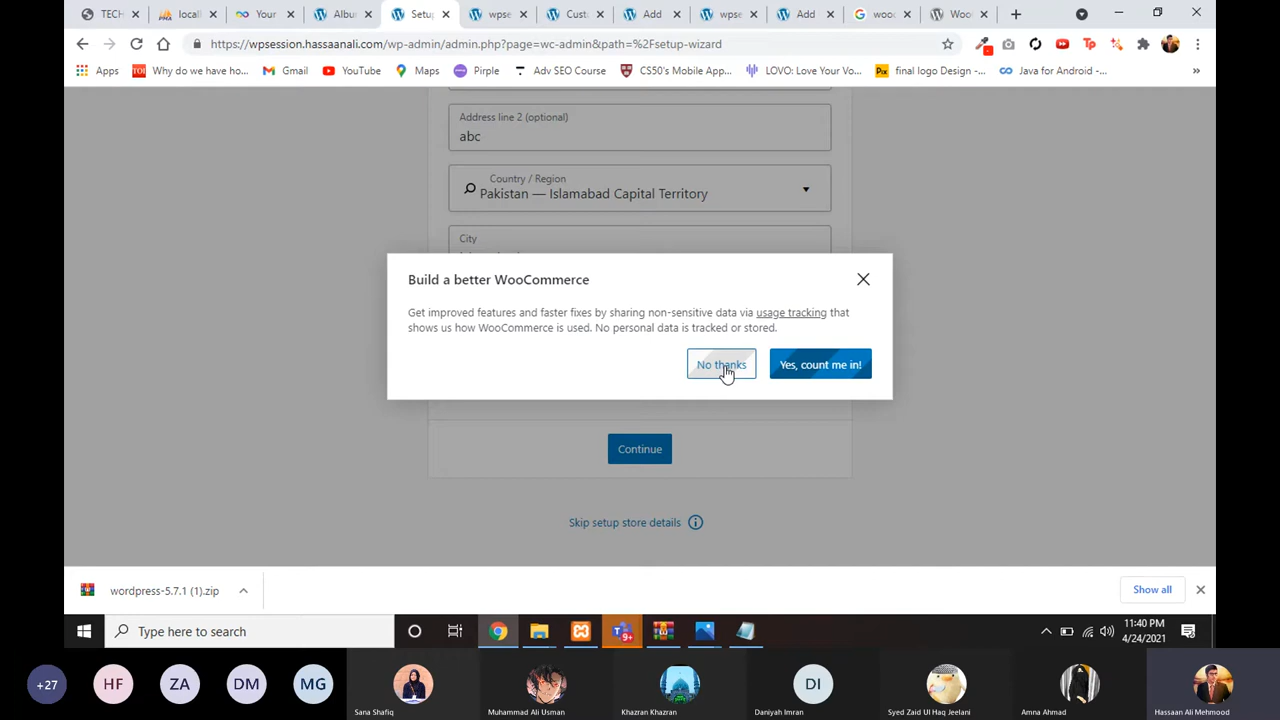 TECH
locall
Your
Albu
Setup
wpse
Cust
Add
wpse
Add
wooc
Woo
https://wpsession.hassaanali.com/wp-admin/admin.php?page=wc-admin&path=%2Fsetup-wizard
Apps
Why do we have ho...
Gmail
YouTube
Maps
Pirple
Adv SEO Course
CS50's Mobile App...
LOVO: Love Your Vo...
final logo Design -...
Java for Android -...
»
Address line 2 (optional)
abc
Country / Region
Pakistan — Islamabad Capital Territory
City
Build a better WooCommerce
Get improved features and faster fixes by sharing non-sensitive data via usage tracking that
shows us how WooCommerce is used. No personal data is tracked or stored.
No thanks
Yes, count me in!
Continue
Skip setup store details
wordpress-5.7.1 (1).zip
Show all
Type here to search
9+
11:40 PM
4/24/2021
+27
HF
ZA
DM
MG
DI
Sana Shafiq
Muhammad Ali Usman
Khazran Khazran
Daniyah Imran
Syed Zaid Ul Haq Jeelani
Amna Ahmad
Hassaan Ali Mehmood